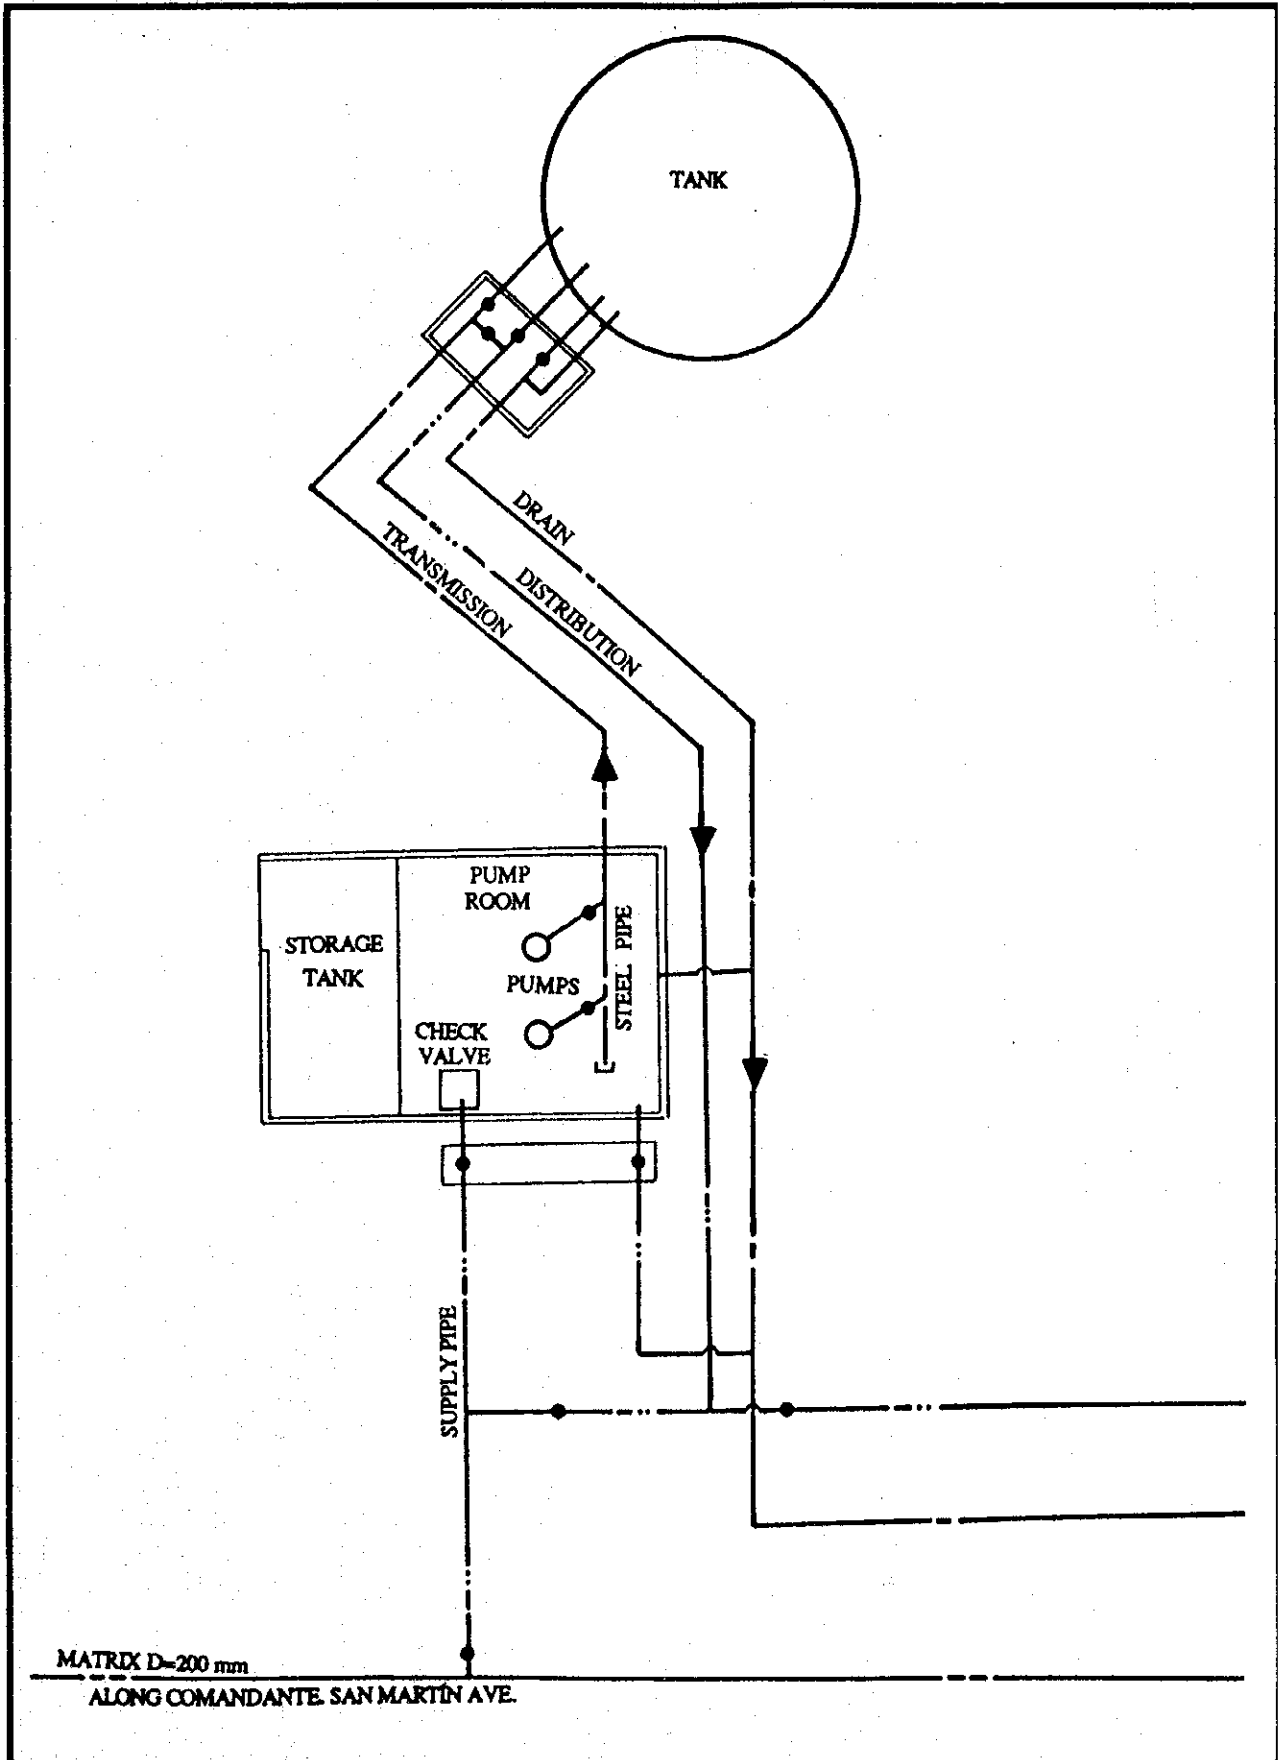 TANK
DRAIN
TRANSMISSION
DISTRIBUTION
PUMP
ROOM
STORAGE
TANK
STEEL PIPE
PUMPS
CHECK
VALVE
SUPPLY PIPE
MATRIX D=200 mm
ALONG COMANDANTE. SAN MARTÍN AVE.